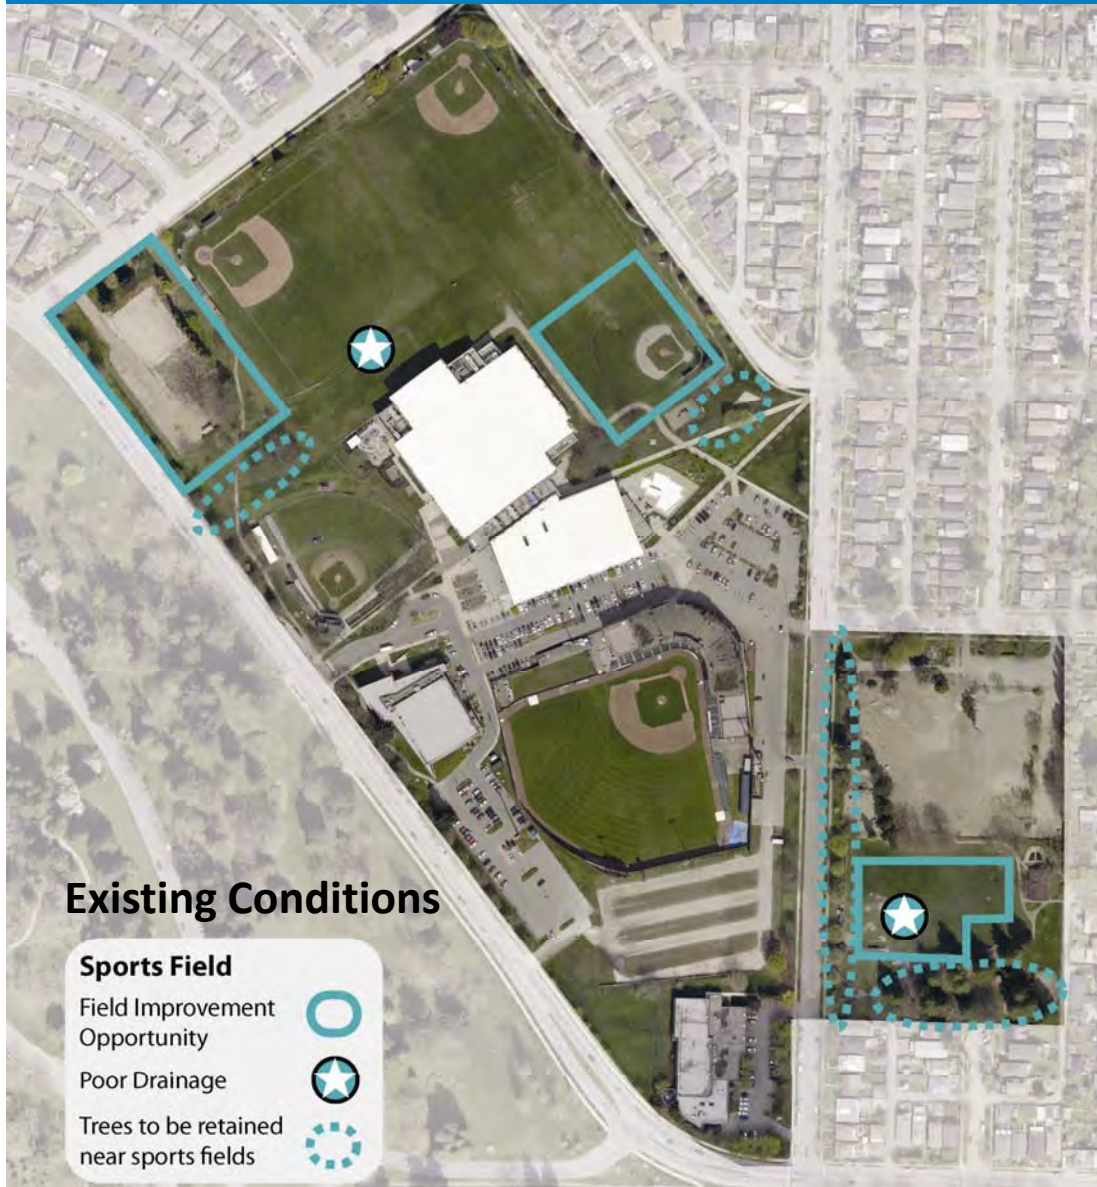 Existing Conditions
Sports Field
Field Improvement
Opportunity
Poor Drainage
Trees to be retained
near sports fields